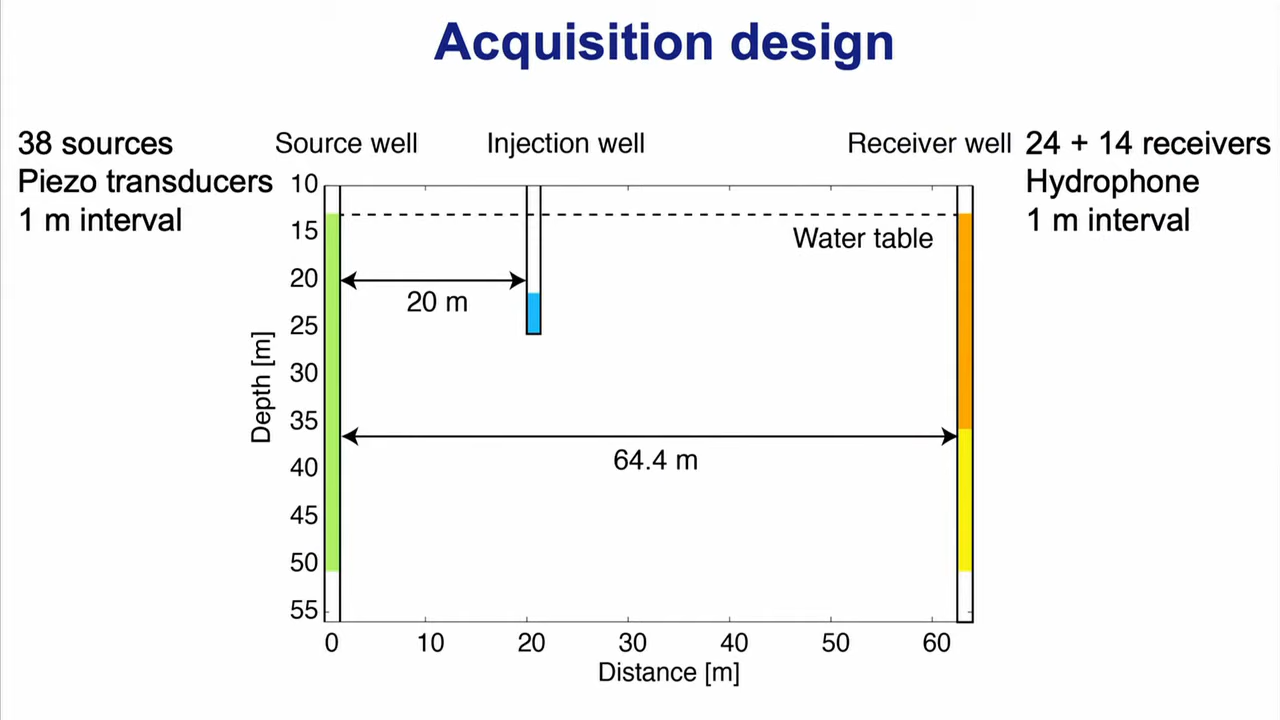 Acquisition design
38 sources
Piezo transducers
1 m interval
Source well
Injection well
Receiver well
24 + 14 receivers
Hydrophone
1 m interval
10
15
20
25
30
35
40
45
50
55
Depth [m]
Water table
20 m
64.4 m
0 10 20 30 40 50 60
Distance [m]